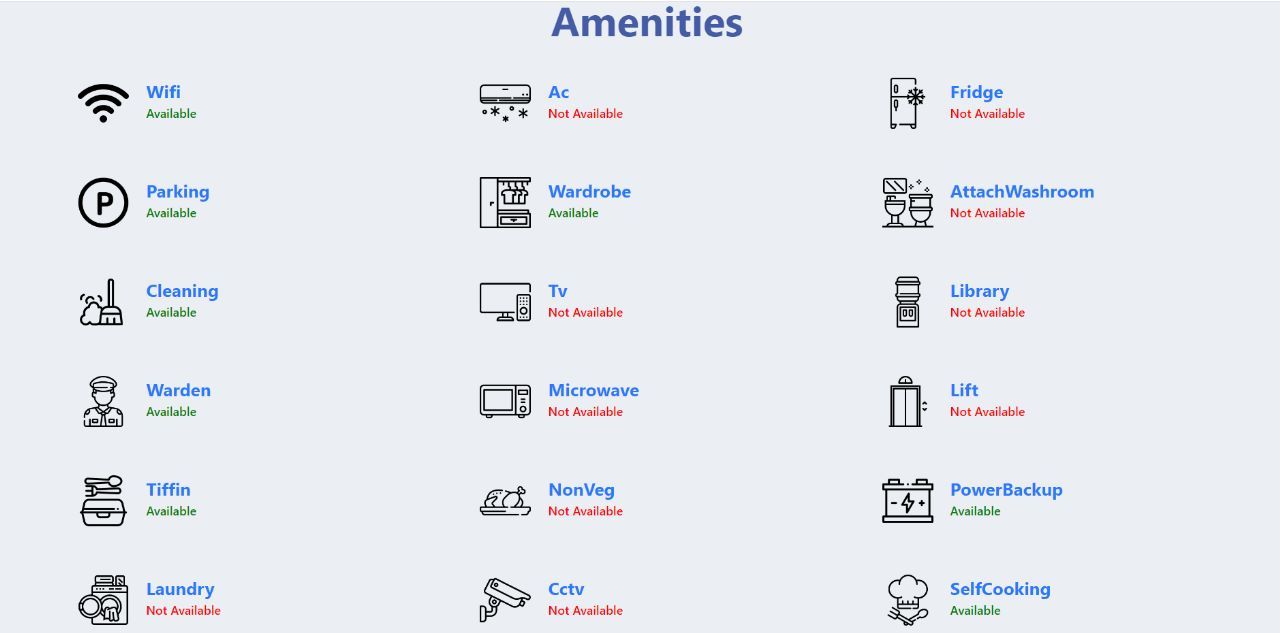 Amenities
Wifi
Available
Ac
Not Available
Fridge
Not Available
P
Parking
Available
Wardrobe
Available
AttachWashroom
Not Available
Cleaning
Available
Tv
Not Available
Library
Not Available
Warden
Available
Microwave
Not Available
Lift
Not Available
Tiffin
Available
NonVeg
Not Available
PowerBackup
Available
Laundry
Not Available
Cctv
Not Available
SelfCooking
Available